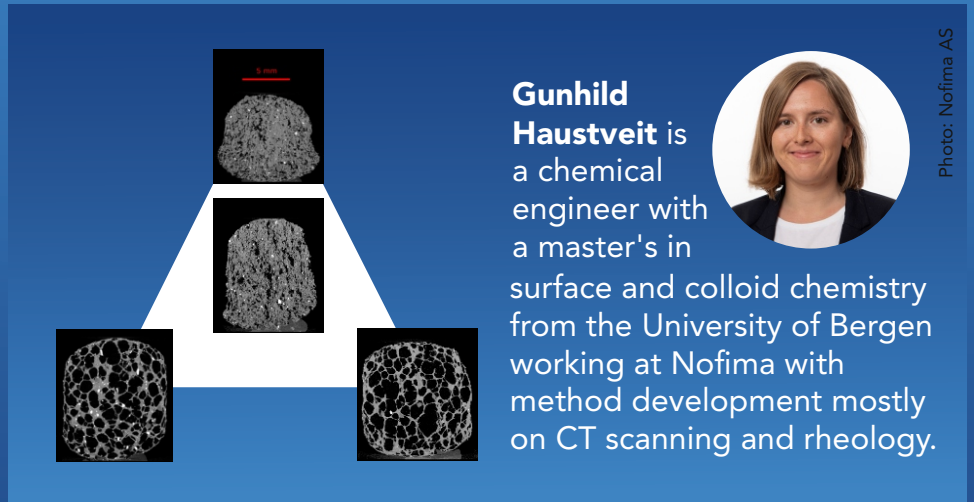 5 mm
Gunhild
Haustveit is
a chemical
engineer with
a master's in
surface and colloid chemistry
from the University of Bergen
working at Nofima with
method development mostly
on CT scanning and rheology.
Photo: Nofima AS